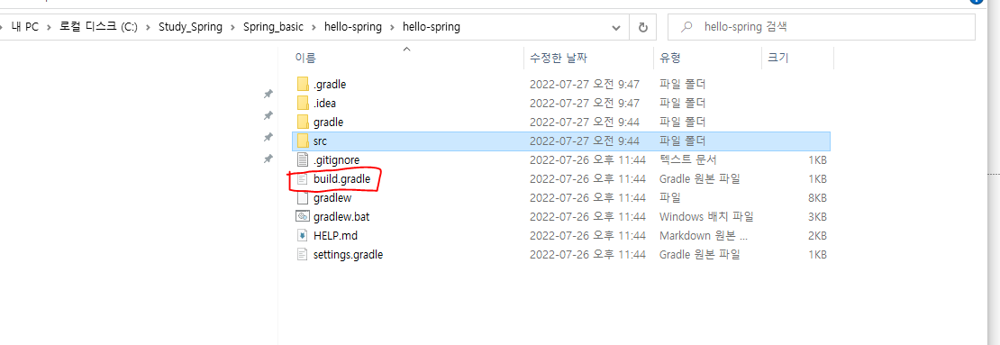 내 PC > 로컬 디스크 (C:) > Study_Spring > Spring_basic > hello-spring > hello-spring hello-spring 검색
이름 수정한 날짜 유형 크기
.gradle 2022-07-27 오전 9:47 파일 폴더
.idea 2022-07-27 오전 9:47 파일 폴더
gradle 2022-07-27 오전 9:44 파일 폴더
src 2022-07-27 오전 9:44 파일 폴더
.gitignore 2022-07-26 오후 11:44 텍스트 문서 1KB
build.gradle 2022-07-26 오후 11:44 Gradle 원본 파일 1KB
gradlew 2022-07-26 오후 11:44 파일 8KB
gradlew.bat 2022-07-26 오후 11:44 Windows 배치 파일 3KB
HELP.md 2022-07-26 오후 11:44 Markdown 원본 ... 2KB
settings.gradle 2022-07-26 오후 11:44 Gradle 원본 파일 1KB